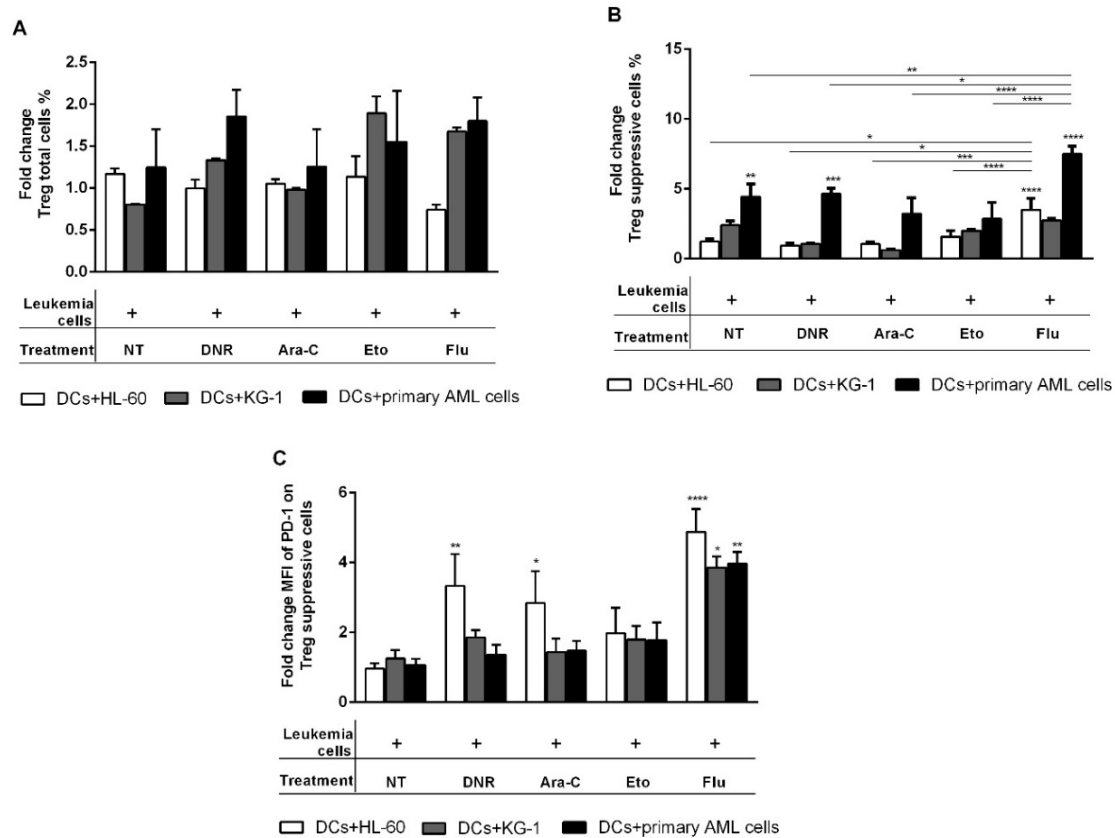 A
Fold change
Treg total cells %
2.5
2.0
1.5
1.0
0.5
0.0
Leukemia
cells
+ + + + +
Treatment NT DNR Ara-C Eto Flu
DCs+HL-60 DCs+KG-1 DCs+primary AML cells
B
Fold change
Treg suppressive cells %
15
10
5
0
**
*
****
****
*
*
***
****
** *** **** ****
Leukemia
cells
+ + + + +
Treatment NT DNR Ara-C Eto Flu
DCs+HL-60 DCs+KG-1 DCs+primary AML cells
C
Fold change MFI of PD-1 on
Treg suppressive cells
6
4
2
0
** * **** * **
Leukemia
cells
+ + + + +
Treatment NT DNR Ara-C Eto Flu
DCs+HL-60 DCs+KG-1 DCs+primary AML cells